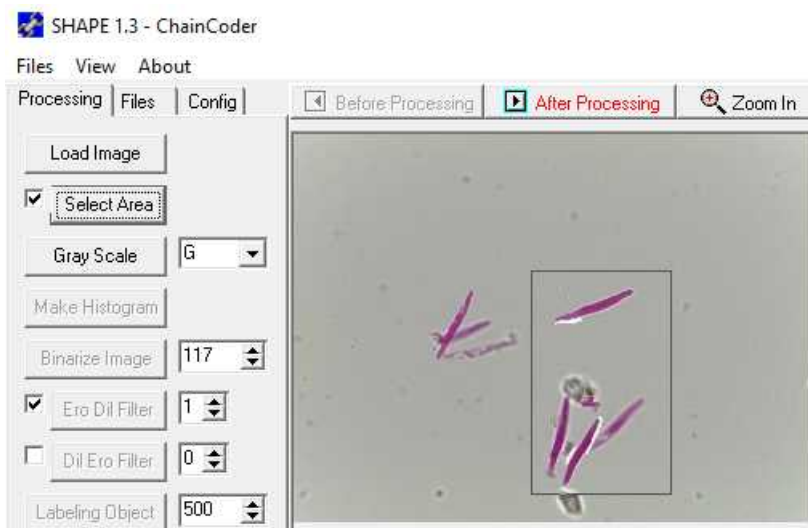 SHAPE 1.3 - ChainCoder
Files View About
Processing Files Config Before Processing After Processing Zoom In
Load Image
Select Area
Gray Scale G
Make Histogram
Binarize Image 117
Ero Dil Filter 1
Dil Ero Filter 0
Labeling Object 500